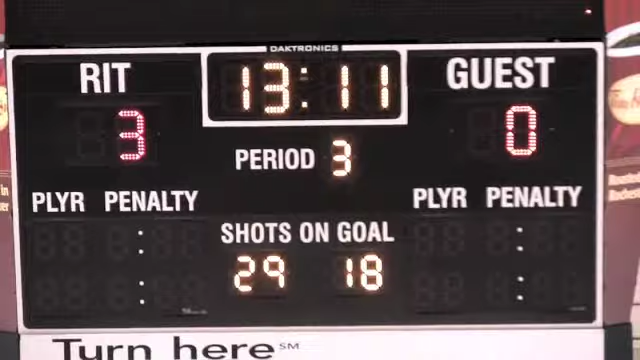 DAKTRONICS
RIT 13:11 GUEST
3 0
PERIOD 3
PLYR PENALTY PLYR PENALTY
SHOTS ON GOAL
: 29 18 :
: :
Turn here SM